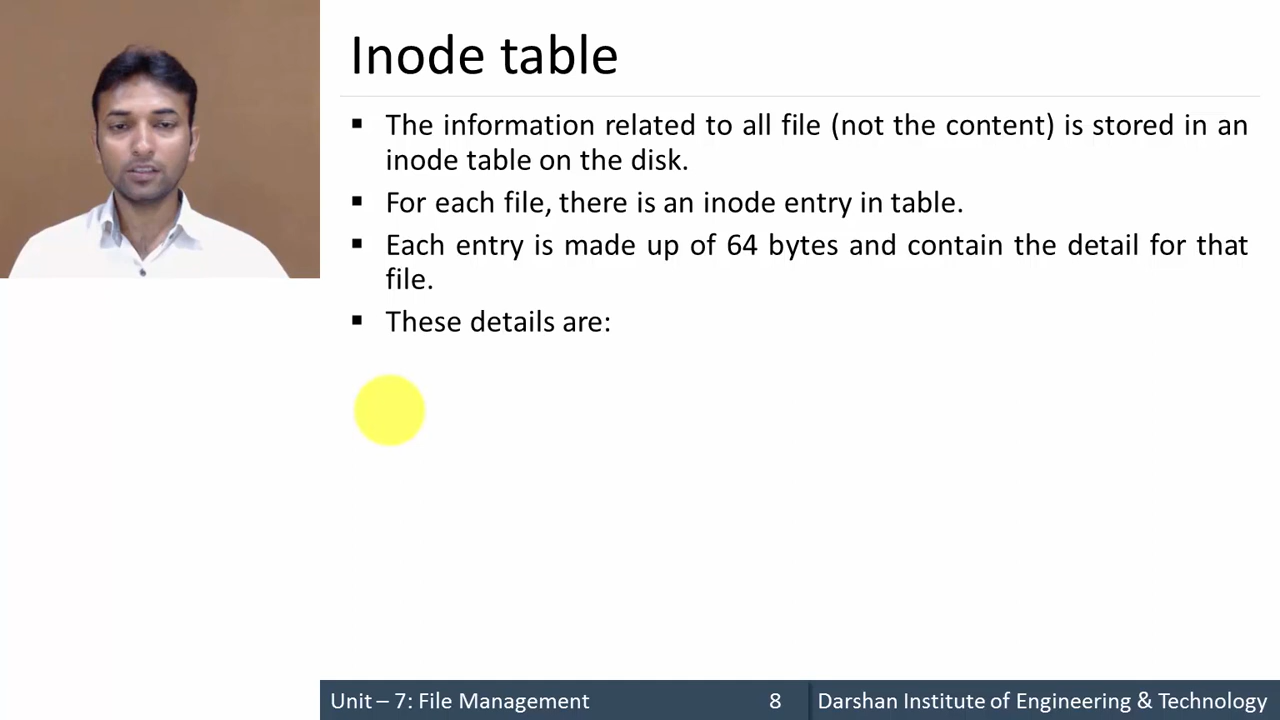 Inode table
▪ The information related to all file (not the content) is stored in an
inode table on the disk.
▪ For each file, there is an inode entry in table.
▪ Each entry is made up of 64 bytes and contain the detail for that
file.
▪ These details are:
Unit – 7: File Management 8 Darshan Institute of Engineering & Technology